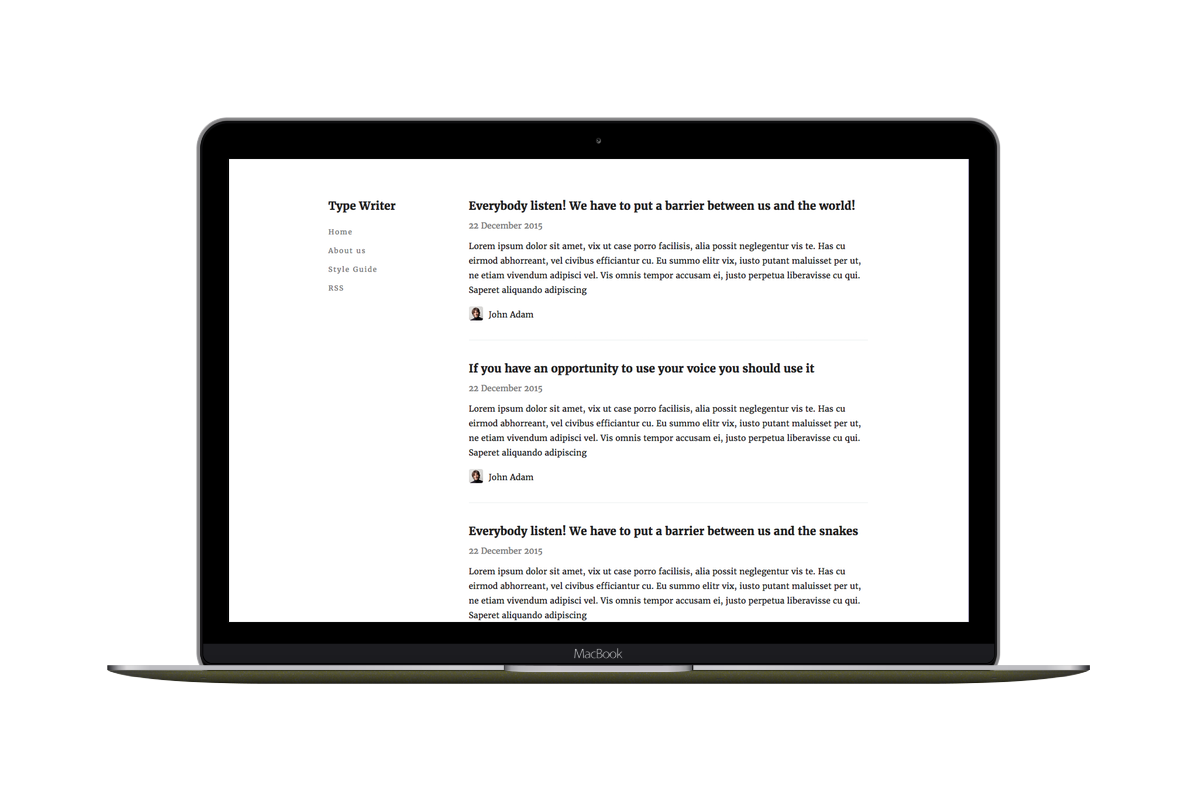 Type Writer
Home
About us
Style Guide
RSS
Everybody listen! We have to put a barrier between us and the world!
22 December 2015
Lorem ipsum dolor sit amet, vix ut case porro facilisis, alia possit neglegentur vis te. Has cu
eirmod abhorreant, vel civibus efficiantur cu. Eu summo elitr vix, iusto putant maluisset per ut,
ne etiam vivendum adipisci vel. Vis omnis tempor accusam ei, justo perpetua liberavisse cu qui.
Saperet aliquando adipiscing
John Adam
If you have an opportunity to use your voice you should use it
22 December 2015
Lorem ipsum dolor sit amet, vix ut case porro facilisis, alia possit neglegentur vis te. Has cu
eirmod abhorreant, vel civibus efficiantur cu. Eu summo elitr vix, iusto putant maluisset per ut,
ne etiam vivendum adipisci vel. Vis omnis tempor accusam ei, justo perpetua liberavisse cu qui.
Saperet aliquando adipiscing
John Adam
Everybody listen! We have to put a barrier between us and the snakes
22 December 2015
Lorem ipsum dolor sit amet, vix ut case porro facilisis, alia possit neglegentur vis te. Has cu
eirmod abhorreant, vel civibus efficiantur cu. Eu summo elitr vix, iusto putant maluisset per ut,
ne etiam vivendum adipisci vel. Vis omnis tempor accusam ei, justo perpetua liberavisse cu qui.
Saperet aliquando adipiscing
MacBook